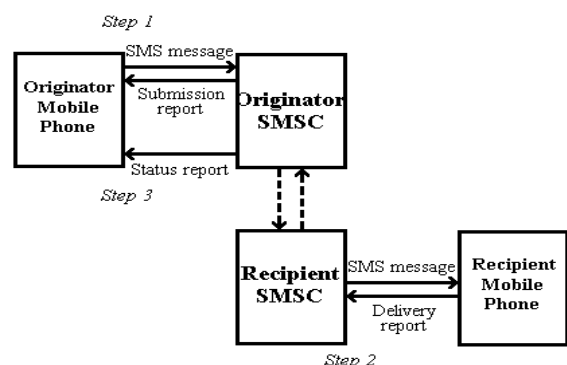 Step 1
SMS message
Originator
Mobile
Phone
Submission
report
Originator
SMSC
Status report
Step 3
Recipient
SMSC
SMS message
Delivery
report
Recipient
Mobile
Phone
Step 2